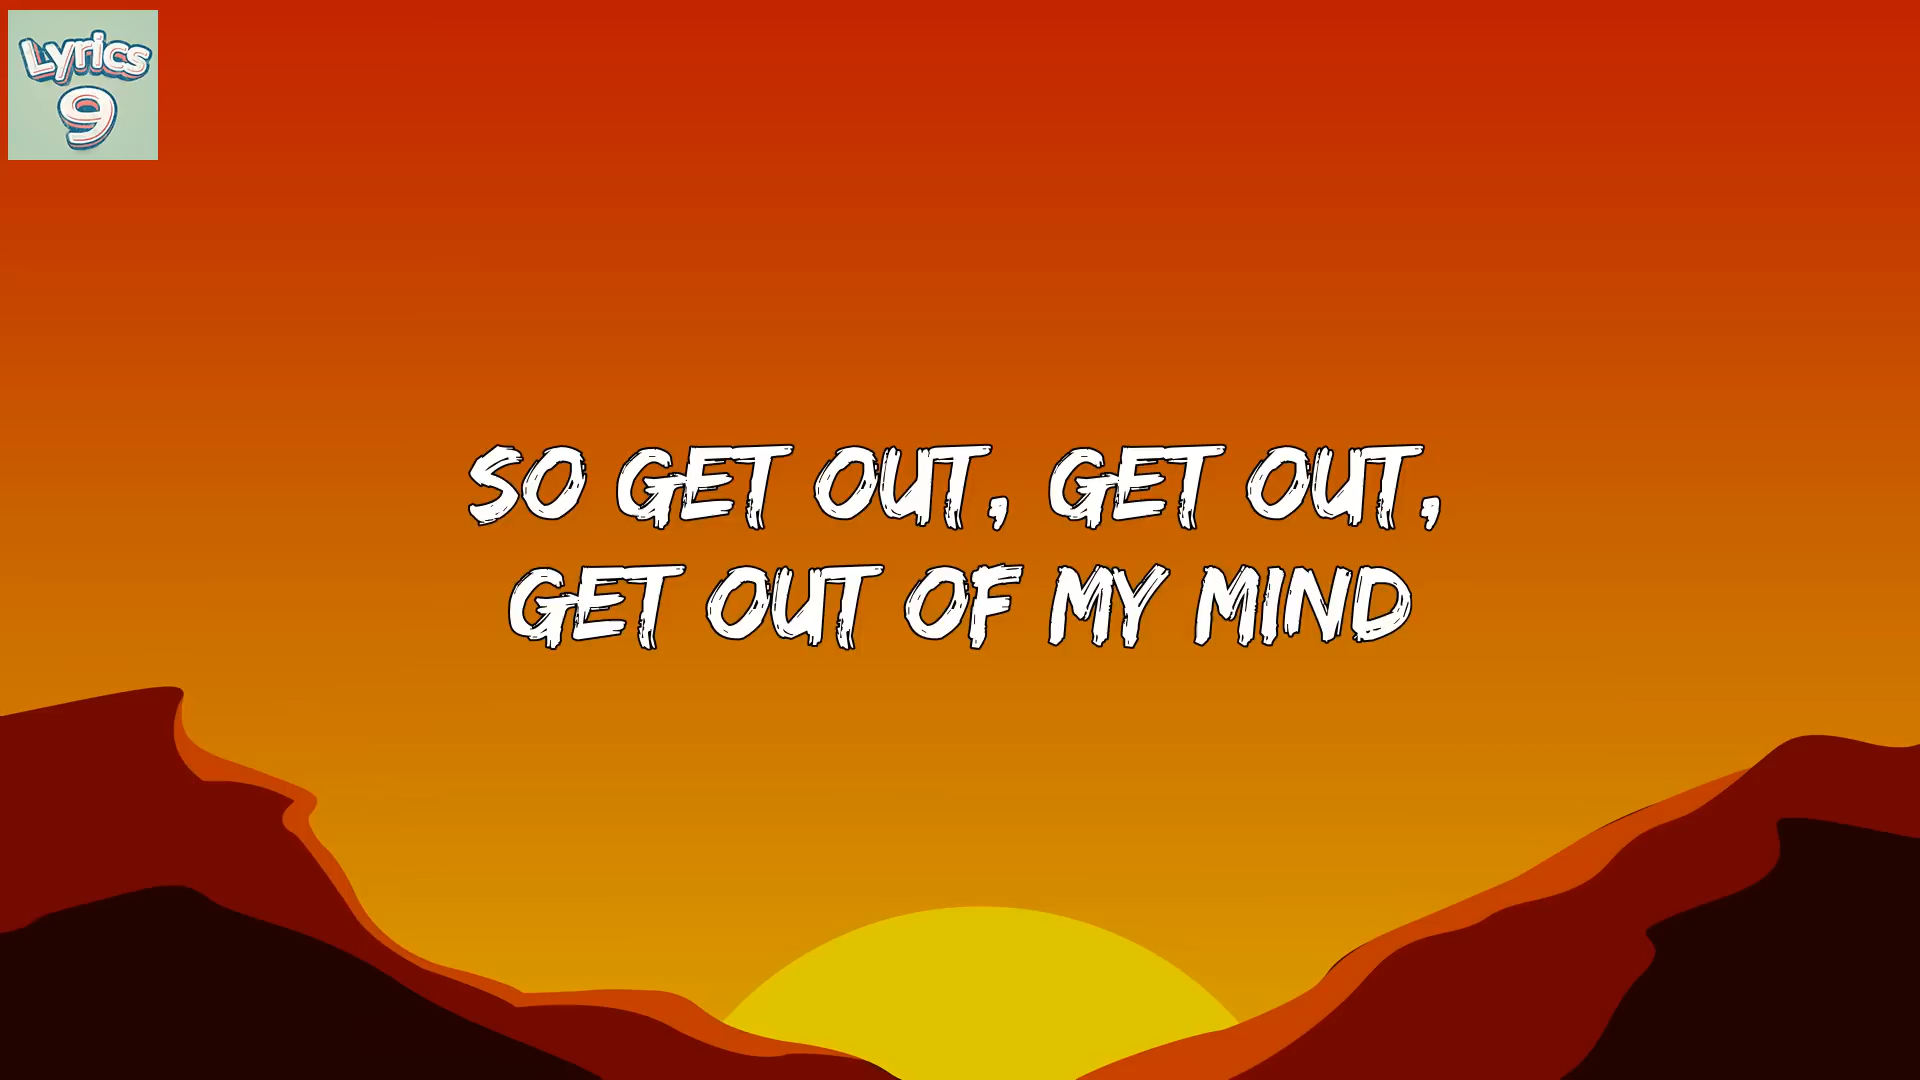 Lyrics
9
SO GET OUT, GET OUT,
GET OUT OF MY MIND